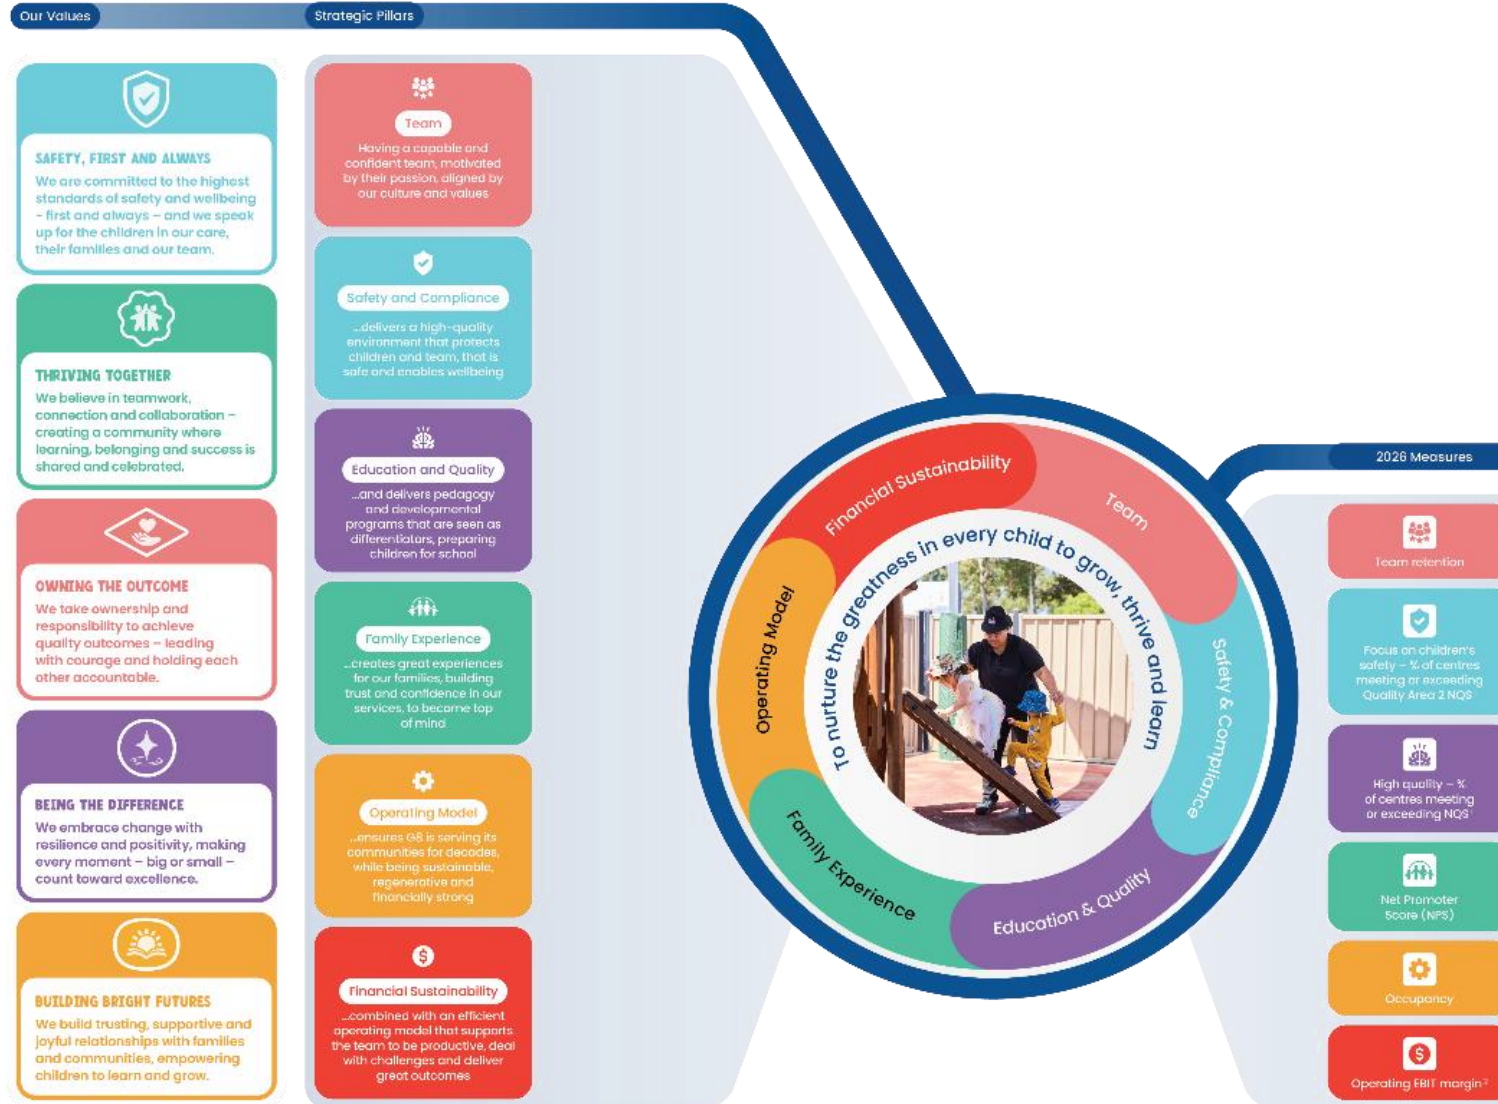 Our Values
Strategic Pillars
SAFETY, FIRST AND ALWAYS
We are committed to the highest
standards of safety and wellbeing
– first and always – and we speak
up for the children in our care,
their families and our team.
THRIVING TOGETHER
We believe in teamwork,
connection and collaboration –
creating a community where
learning, belonging and success is
shared and celebrated.
OWNING THE OUTCOME
We take ownership and
responsibility to achieve
quality outcomes – leading
with courage and holding each
other accountable.
BEING THE DIFFERENCE
We embrace change with
resilience and positivity, making
every moment – big or small –
count toward excellence.
BUILDING BRIGHT FUTURES
We build trusting, supportive and
joyful relationships with families
and communities, empowering
children to learn and grow.
Team
Having a capable and
confident team, motivated
by their passion, aligned by
our culture and values
Safety and Compliance
...delivers a high-quality
environment that protects
children and team, that is
safe and enables wellbeing
Education and Quality
...and delivers pedagogy
and developmental
programs that are seen as
differentiators, preparing
children for school
Family Experience
...creates great experiences
for our families, building
trust and confidence in our
services, to become top
of mind
Operating Model
...ensures G8 is serving its
communities for decades,
while being sustainable,
regenerative and
financially strong
Financial Sustainability
...combined with an efficient
operating model that supports
the team to be productive, deal
with challenges and deliver
great outcomes
Financial Sustainability
Team
Safety & Compliance
Education & Quality
Family Experience
Operating Model
To nurture the greatness in every child to grow, thrive and learn
2026 Measures
Team retention
Focus on children's
safety – % of centres
meeting or exceeding
Quality Area 2 NQS
High quality – %
of centres meeting
or exceeding NQS¹
Net Promoter
Score (NPS)
Occupancy
Operating EBIT margin²